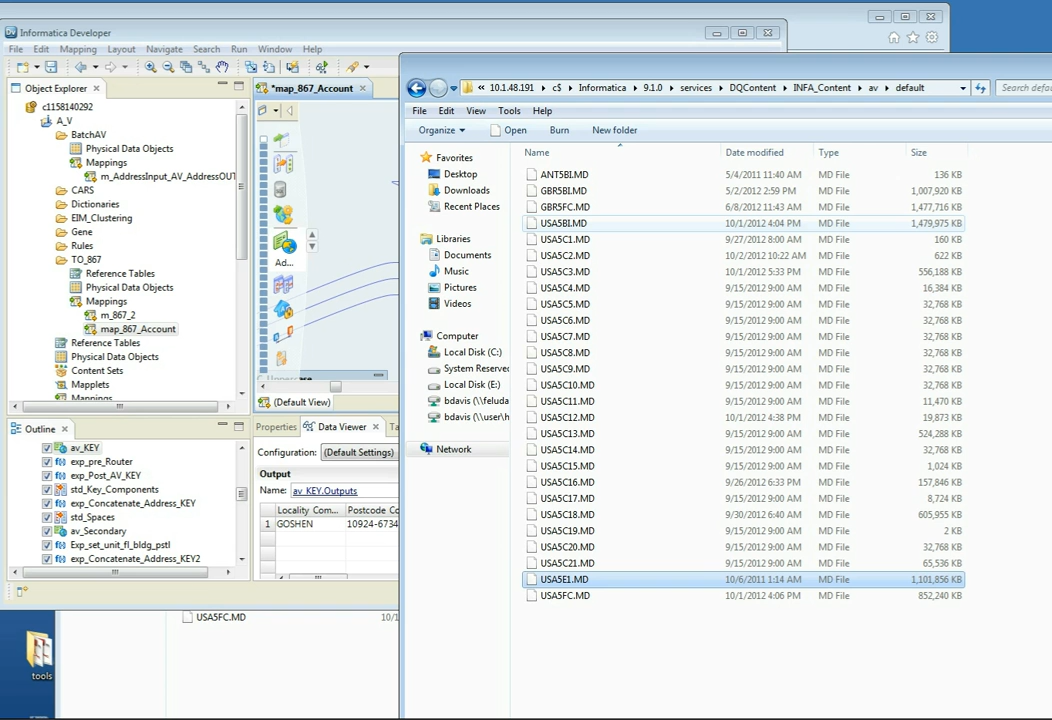 Informatica Developer
File Edit Mapping Layout Navigate Search Run Window Help
Object Explorer
c1158140292
A_V
BatchAV
Physical Data Objects
Mappings
m_AddressInput_AV_AddressOUT
CARS
Dictionaries
EIM_Clustering
Gene
Rules
TO_867
Reference Tables
Physical Data Objects
Mappings
m_867_2
map_867_Account
Reference Tables
Physical Data Objects
Content Sets
Mapplets
Mappings
Outline
av_KEY
exp_pre_Router
exp_Post_AV_KEY
std_Key_Components
exp_Concatenate_Address_KEY
std_Spaces
av_Secondary
Exp_set_unit_fl_bldg_pstl
exp_Concatenate_Address_KEY2
*map_867_Account
Ad...
(Default View)
Properties Data Viewer Ta
Configuration: (Default Settings)
Output
Name: av_KEY.Outputs
Locality Com... Postcode Co
1 GOSHEN 10924-6734
USA5FC.MD 10/1
tools
« 10.1.48.191 c$ Informatica 9.1.0 services DQContent INFA_Content av default
Search defau
File Edit View Tools Help
Organize Open Burn New folder
Favorites
Desktop
Downloads
Recent Places
Libraries
Documents
Music
Pictures
Videos
Computer
Local Disk (C:)
System Reserved
Local Disk (E:)
bdavis (\\feluda
bdavis (\\user\h
Network
Name Date modified Type Size
ANT5BI.MD 5/4/2011 11:40 AM MD File 136 KB
GBR5BI.MD 5/2/2012 2:59 PM MD File 1,007,920 KB
GBR5FC.MD 6/8/2012 11:43 AM MD File 1,477,716 KB
USA5BI.MD 10/1/2012 4:04 PM MD File 1,479,975 KB
USA5C1.MD 9/27/2012 8:00 AM MD File 160 KB
USA5C2.MD 10/2/2012 10:22 AM MD File 622 KB
USA5C3.MD 10/1/2012 5:33 PM MD File 556,188 KB
USA5C4.MD 9/15/2012 9:00 AM MD File 16,384 KB
USA5C5.MD 9/15/2012 9:00 AM MD File 32,768 KB
USA5C6.MD 9/15/2012 9:00 AM MD File 32,768 KB
USA5C7.MD 9/15/2012 9:00 AM MD File 32,768 KB
USA5C8.MD 9/15/2012 9:00 AM MD File 32,768 KB
USA5C9.MD 9/15/2012 9:00 AM MD File 32,768 KB
USA5C10.MD 9/15/2012 9:00 AM MD File 32,768 KB
USA5C11.MD 9/15/2012 9:00 AM MD File 11,470 KB
USA5C12.MD 10/1/2012 4:38 PM MD File 19,873 KB
USA5C13.MD 9/15/2012 9:00 AM MD File 524,288 KB
USA5C14.MD 9/15/2012 9:00 AM MD File 32,768 KB
USA5C15.MD 9/15/2012 9:00 AM MD File 1,024 KB
USA5C16.MD 9/26/2012 6:33 PM MD File 157,846 KB
USA5C17.MD 9/15/2012 9:00 AM MD File 8,724 KB
USA5C18.MD 9/30/2012 6:40 PM MD File 605,955 KB
USA5C19.MD 9/15/2012 9:00 AM MD File 2 KB
USA5C20.MD 9/15/2012 9:00 AM MD File 32,768 KB
USA5C21.MD 9/15/2012 9:00 AM MD File 65,536 KB
USA5E1.MD 10/6/2011 1:14 AM MD File 1,101,856 KB
USA5FC.MD 10/1/2012 4:06 PM MD File 852,240 KB